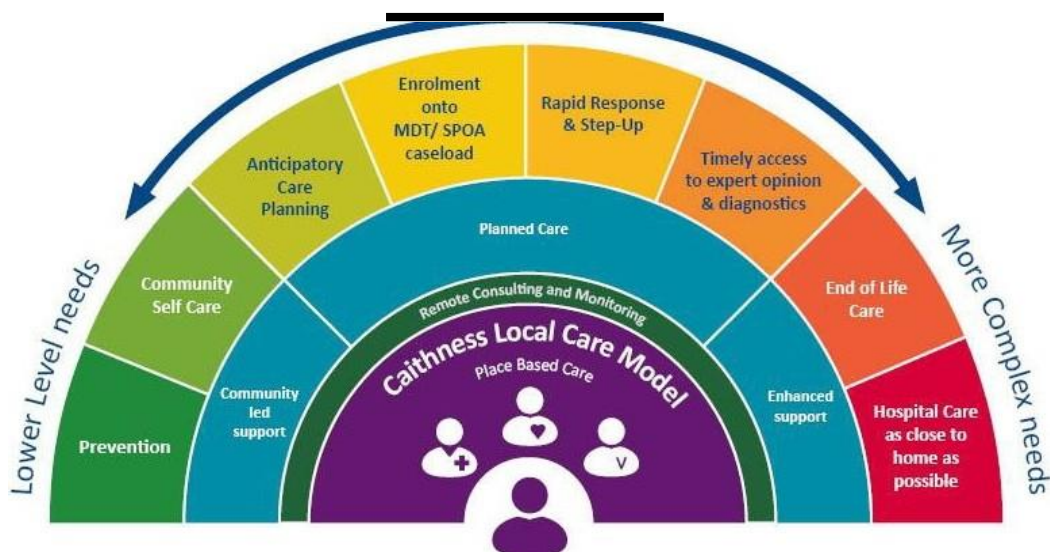 Lower Level needs
More Complex needs
Prevention
Community
Self Care
Anticipatory
Care
Planning
Enrolment
onto
MDT/ SPOA
caseload
Rapid Response
& Step-Up
Timely access
to expert opinion
& diagnostics
End of Life
Care
Hospital Care
as close to
home as
possible
Community
led
support
Planned Care
Enhanced
support
Remote Consulting and Monitoring
Caithness Local Care Model
Place Based Care
V